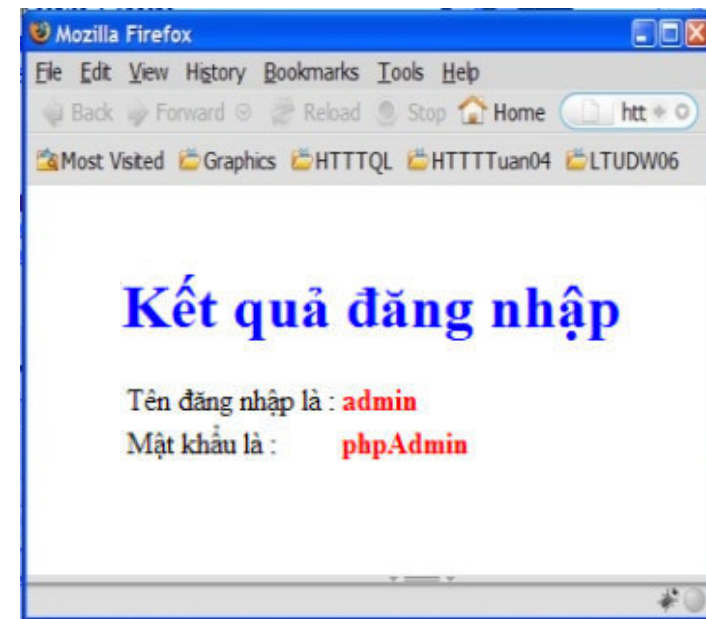 Mozilla Firefox
File Edit View History Bookmarks Tools Help
Back Forward Reload Stop Home htt
Most Visited Graphics HTTTQL HTTTTuan04 LTUDW06
Kết quả đăng nhập
Tên đăng nhập là : admin
Mật khẩu là : phpAdmin